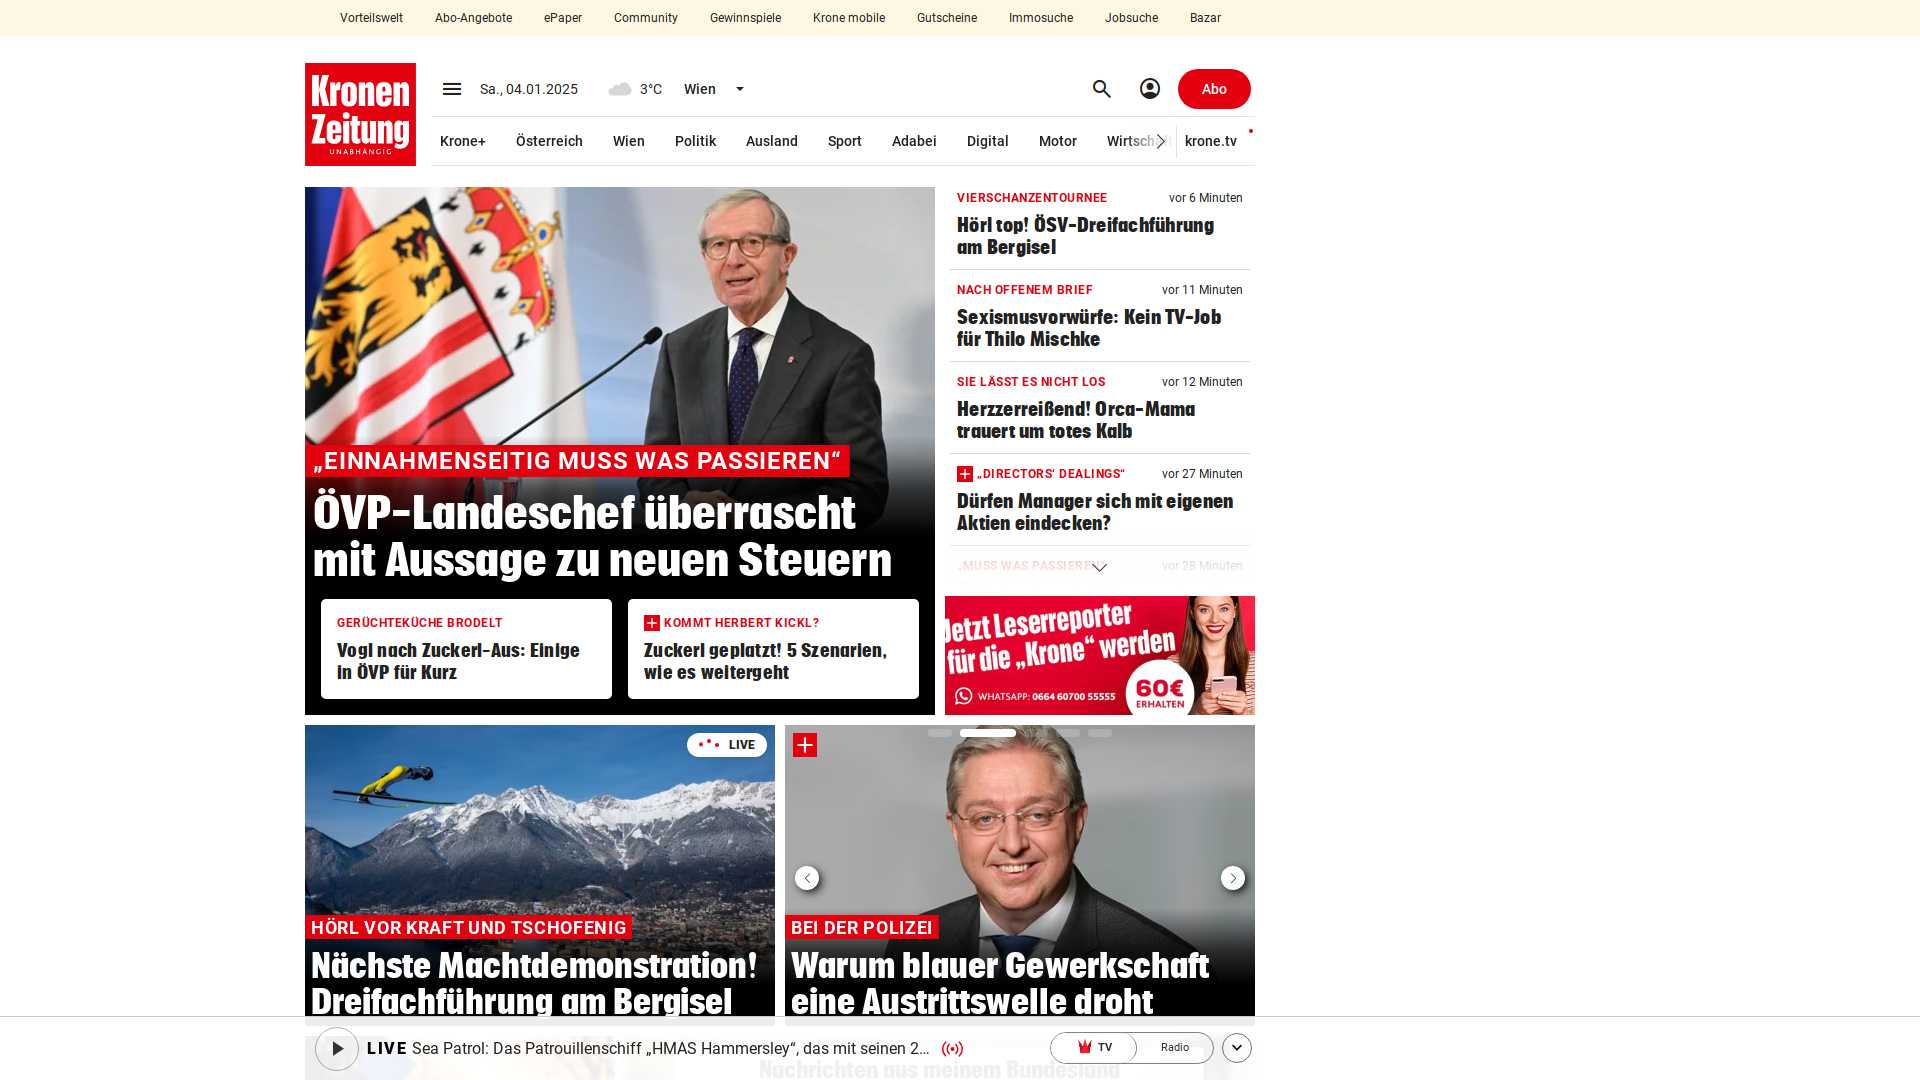 Vorteilswelt Abo-Angebote ePaper Community Gewinnspiele Krone mobile Gutscheine Immosuche Jobsuche Bazar
Kronen
Zeitung
UNABHÄNGIG
Sa., 04.01.2025 3°C Wien
Abo
Krone+ Österreich Wien Politik Ausland Sport Adabei Digital Motor Wirtschaft krone.tv
„EINNAHMENSEITIG MUSS WAS PASSIEREN“
ÖVP-Landeschef überrascht
mit Aussage zu neuen Steuern
GERÜCHTEKÜCHE BRODELT
Vogl nach Zuckerl-Aus: Einige
in ÖVP für Kurz
KOMMT HERBERT KICKL?
Zuckerl geplatzt! 5 Szenarien,
wie es weitergeht
VIERSCHANZENTOURNEE vor 6 Minuten
Hörl top! ÖSV-Dreifachführung
am Bergisel
NACH OFFENEM BRIEF vor 11 Minuten
Sexismusvorwürfe: Kein TV-Job
für Thilo Mischke
SIE LÄSST ES NICHT LOS vor 12 Minuten
Herzzerreißend! Orca-Mama
trauert um totes Kalb
„DIRECTORS‘ DEALINGS“ vor 27 Minuten
Dürfen Manager sich mit eigenen
Aktien eindecken?
„MUSS WAS PASSIEREN“ vor 28 Minuten
Jetzt Leserreporter
für die „Krone“ werden
WHATSAPP: 0664 60700 55555
60€
ERHALTEN
LIVE
HÖRL VOR KRAFT UND TSCHOFENIG
Nächste Machtdemonstration!
Dreifachführung am Bergisel
BEI DER POLIZEI
Warum blauer Gewerkschaft
eine Austrittswelle droht
LIVE Sea Patrol: Das Patrouillenschiff „HMAS Hammersley“, das mit seinen 2...
TV Radio
Nachrichten aus meinem Bundesland